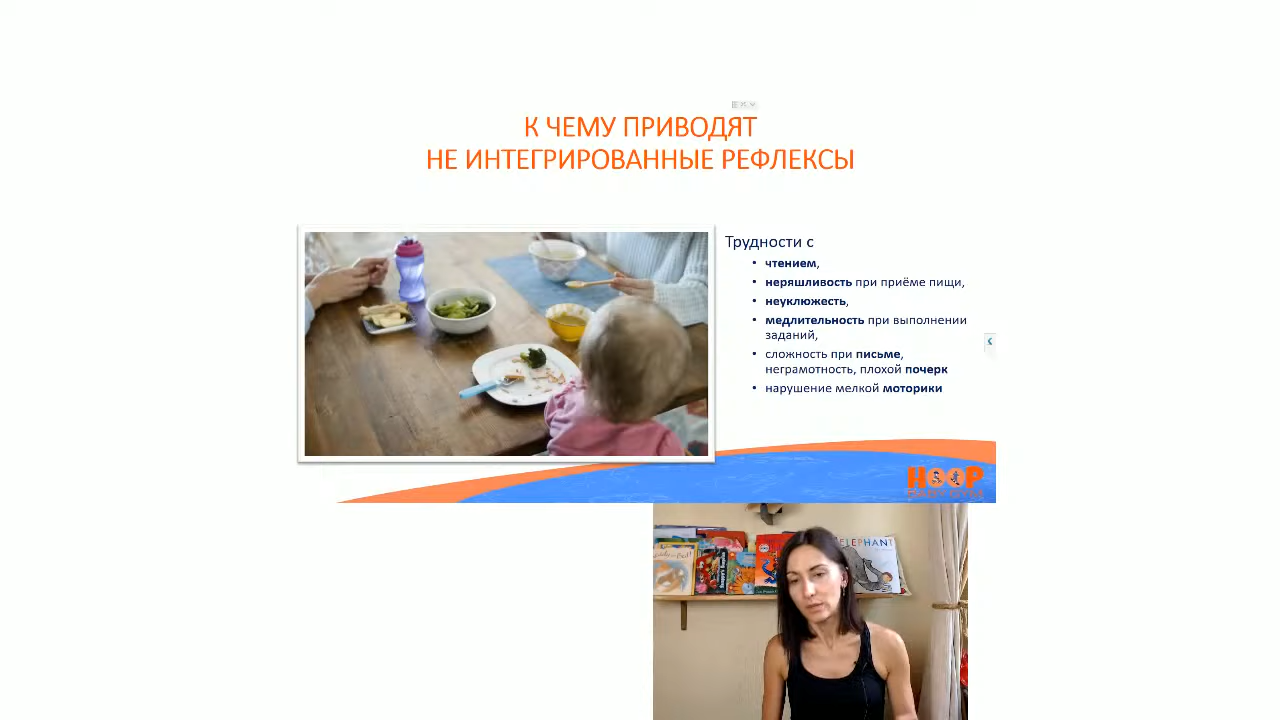 К ЧЕМУ ПРИВОДЯТ
НЕ ИНТЕГРИРОВАННЫЕ РЕФЛЕКСЫ
Трудности с
• чтением,
• неряшливость при приёме пищи,
• неуклюжесть,
• медлительность при выполнении
заданий,
• сложность при письме,
неграмотность, плохой почерк
• нарушение мелкой моторики
HOOP
ELEPHANT